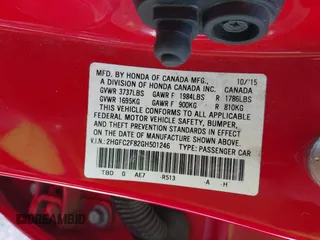 MFD. BY HONDA OF CANADA MFG., 10/'15
A DIVISION OF HONDA CANADA INC. CANADA
GVWR 3737LBS GAWR F 1984LBS R 1786LBS
GVWR 1695KG GAWR F 900KG R 810KG
THIS VEHICLE CONFORMS TO ALL APPLICABLE
FEDERAL MOTOR VEHICLE SAFETY, BUMPER,
AND THEFT PREVENTION STANDARDS IN EFFECT
ON THE DATE OF MANUFACTURE SHOWN ABOVE.
V.I.N.: 2HGFC2F82GH501246 TYPE: PASSENGER CAR
TBD 0 AE7 -R513 -A -H
DREAMBID